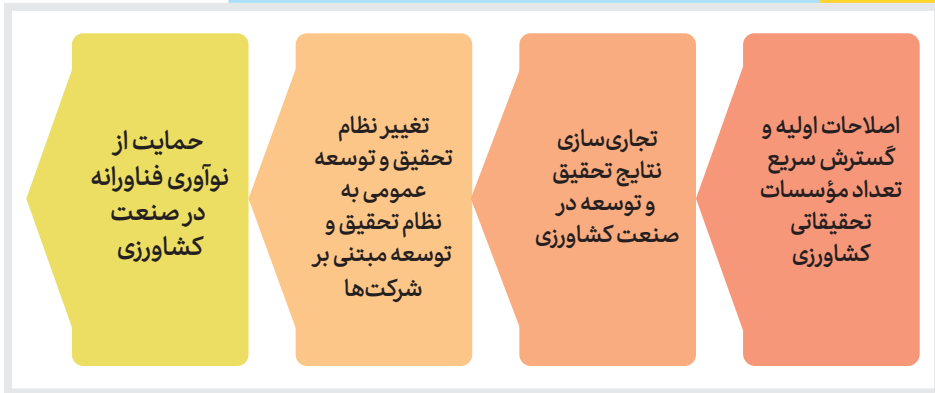 اصلاحات اولیه و
گسترش سریع
تعداد مؤسسات
تحقیقاتی
کشاورزی
تجاری‌سازی
نتایج تحقیق
و توسعه در
صنعت کشاورزی
تغییر نظام
تحقیق و توسعه
عمومی به
نظام تحقیق و
توسعه مبتنی بر
شرکت‌ها
حمایت از
نوآوری فناورانه
در صنعت
کشاورزی